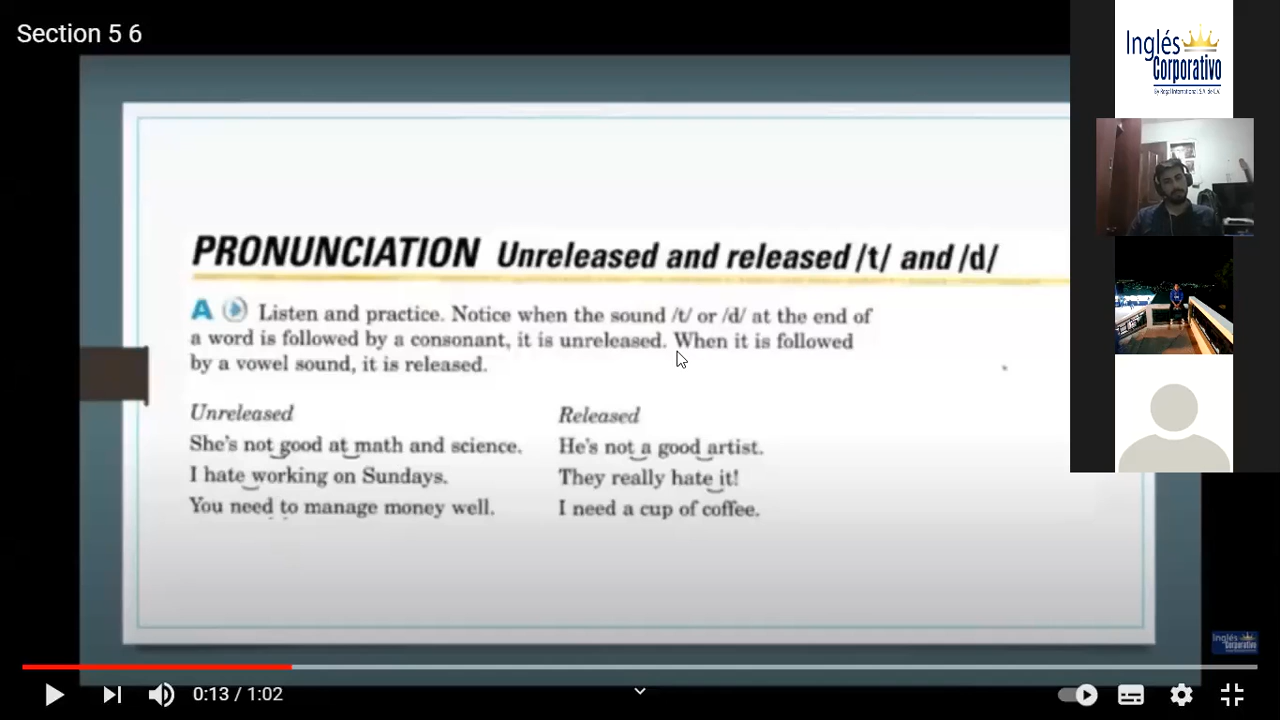 Section 5 6
Inglés
Corporativo
PRONUNCIATION Unreleased and released /t/ and /d/
A Listen and practice. Notice when the sound /t/ or /d/ at the end of
a word is followed by a consonant, it is unreleased. When it is followed
by a vowel sound, it is released.
Unreleased
She's not good at math and science.
I hate working on Sundays.
You need to manage money well.
Released
He's not a good artist.
They really hate it!
I need a cup of coffee.
Inglés
Corporativo
0:13 / 1:02